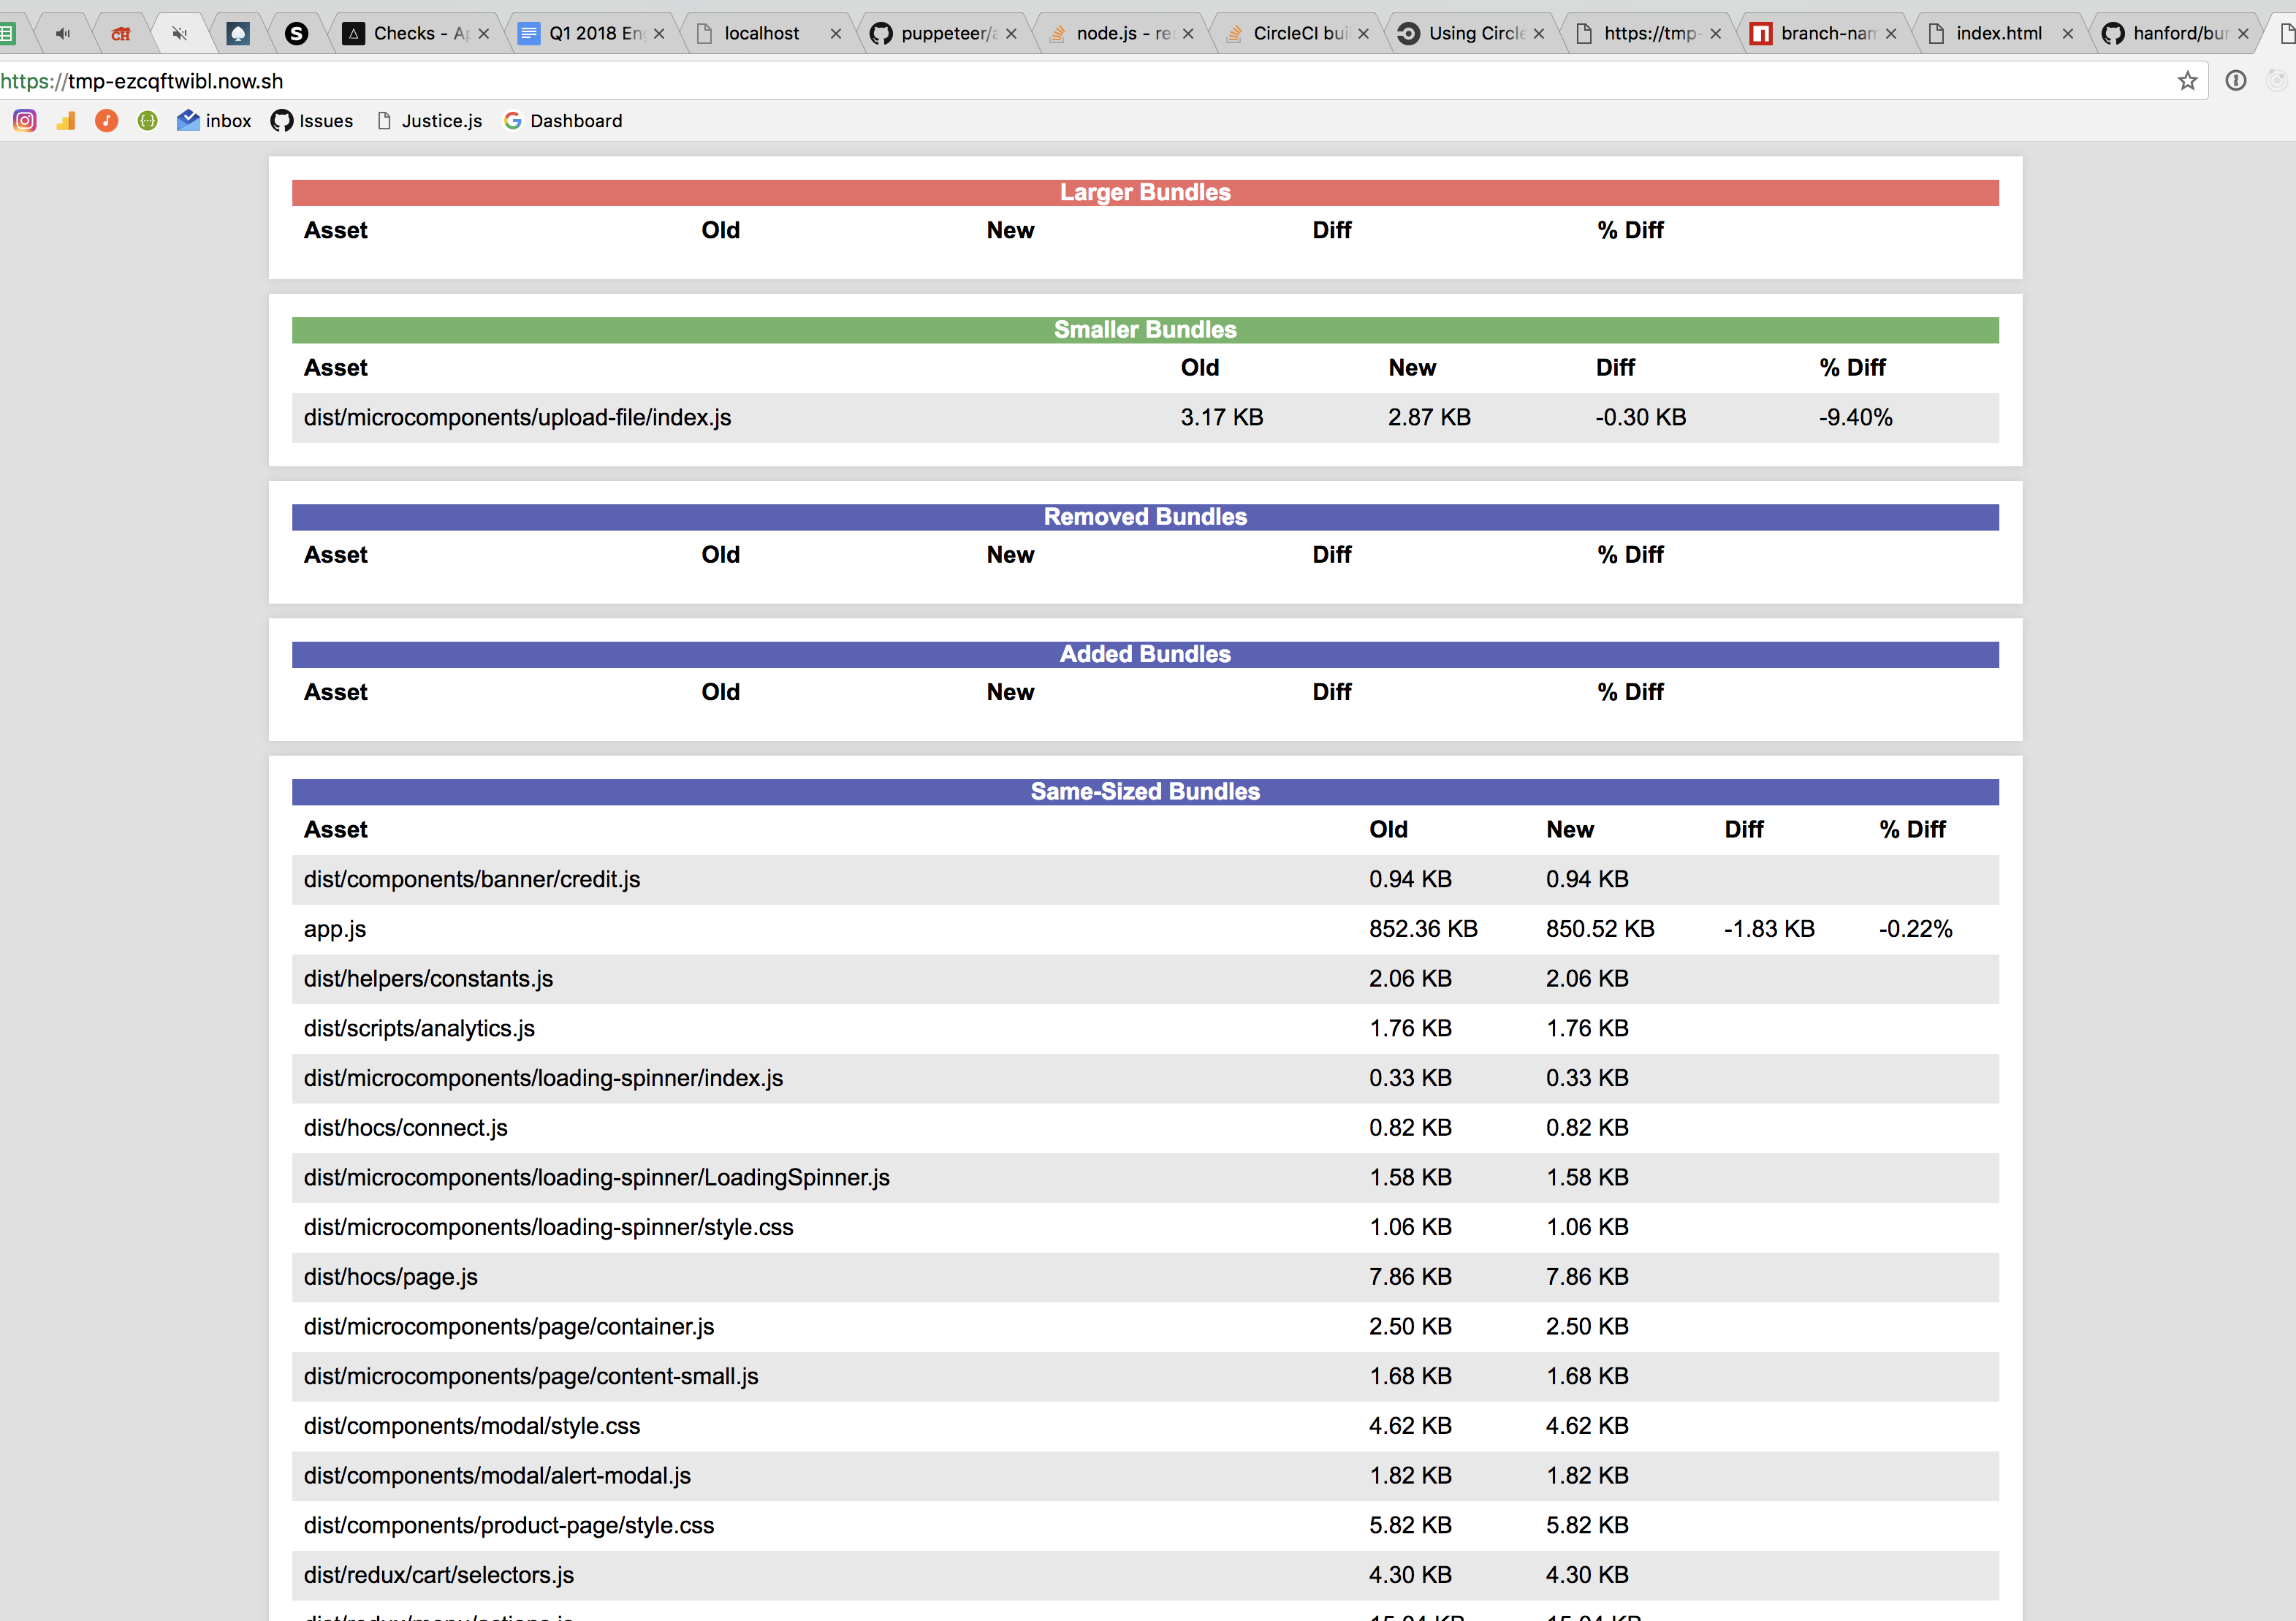 CH
S
Checks - Ap
Q1 2018 Eng
localhost
puppeteer/a
node.js - re
CircleCI bui
Using Circle
https://tmp-
branch-nam
index.html
hanford/bun
https://tmp-ezcqftwibl.now.sh
inbox
Issues
Justice.js
Dashboard
Larger Bundles
Asset Old New Diff % Diff
Smaller Bundles
Asset Old New Diff % Diff
dist/microcomponents/upload-file/index.js 3.17 KB 2.87 KB -0.30 KB -9.40%
Removed Bundles
Asset Old New Diff % Diff
Added Bundles
Asset Old New Diff % Diff
Same-Sized Bundles
Asset Old New Diff % Diff
dist/components/banner/credit.js 0.94 KB 0.94 KB
app.js 852.36 KB 850.52 KB -1.83 KB -0.22%
dist/helpers/constants.js 2.06 KB 2.06 KB
dist/scripts/analytics.js 1.76 KB 1.76 KB
dist/microcomponents/loading-spinner/index.js 0.33 KB 0.33 KB
dist/hocs/connect.js 0.82 KB 0.82 KB
dist/microcomponents/loading-spinner/LoadingSpinner.js 1.58 KB 1.58 KB
dist/microcomponents/loading-spinner/style.css 1.06 KB 1.06 KB
dist/hocs/page.js 7.86 KB 7.86 KB
dist/microcomponents/page/container.js 2.50 KB 2.50 KB
dist/microcomponents/page/content-small.js 1.68 KB 1.68 KB
dist/components/modal/style.css 4.62 KB 4.62 KB
dist/components/modal/alert-modal.js 1.82 KB 1.82 KB
dist/components/product-page/style.css 5.82 KB 5.82 KB
dist/redux/cart/selectors.js 4.30 KB 4.30 KB